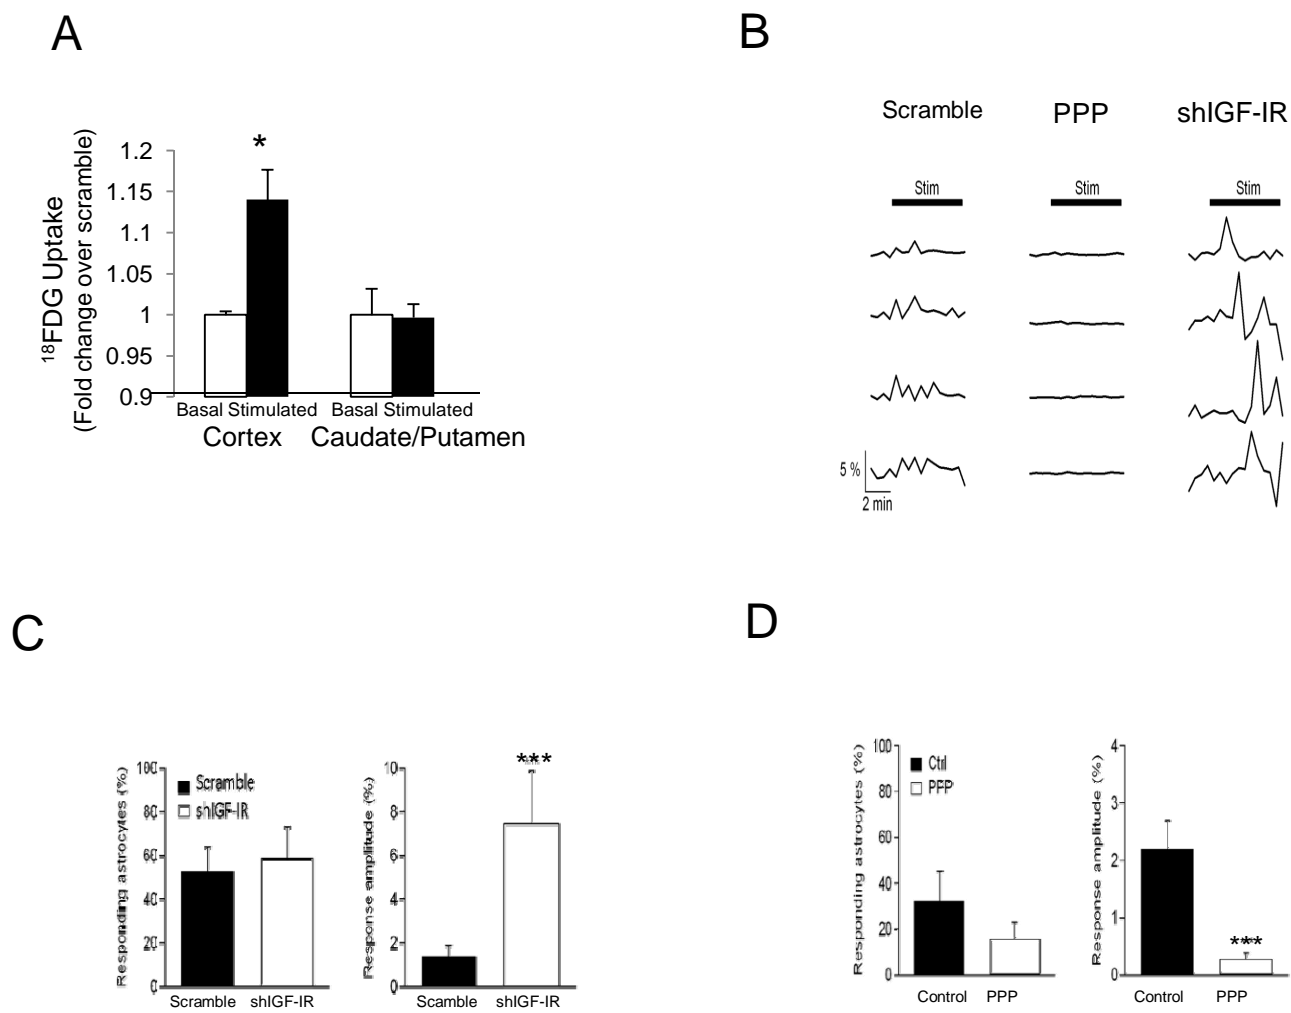 A
¹⁸FDG Uptake
(Fold change over scramble)
1.2
1.15
1.1
1.05
1
0.95
0.9
*
Basal Stimulated Basal Stimulated
Cortex Caudate/Putamen
B
Scramble PPP shIGF-IR
Stim Stim Stim
5 %
2 min
C
Responding astrocytes (%)
100
80
60
40
20
0
Scramble
shIGF-IR
Scramble shIGF-IR
Response amplitude (%)
10
8
6
4
2
0
***
Scamble shIGF-IR
D
Responding astrocytes (%)
100
80
60
40
20
0
Ctrl
PPP
Control PPP
Response amplitude (%)
4
3
2
1
0
***
Control PPP